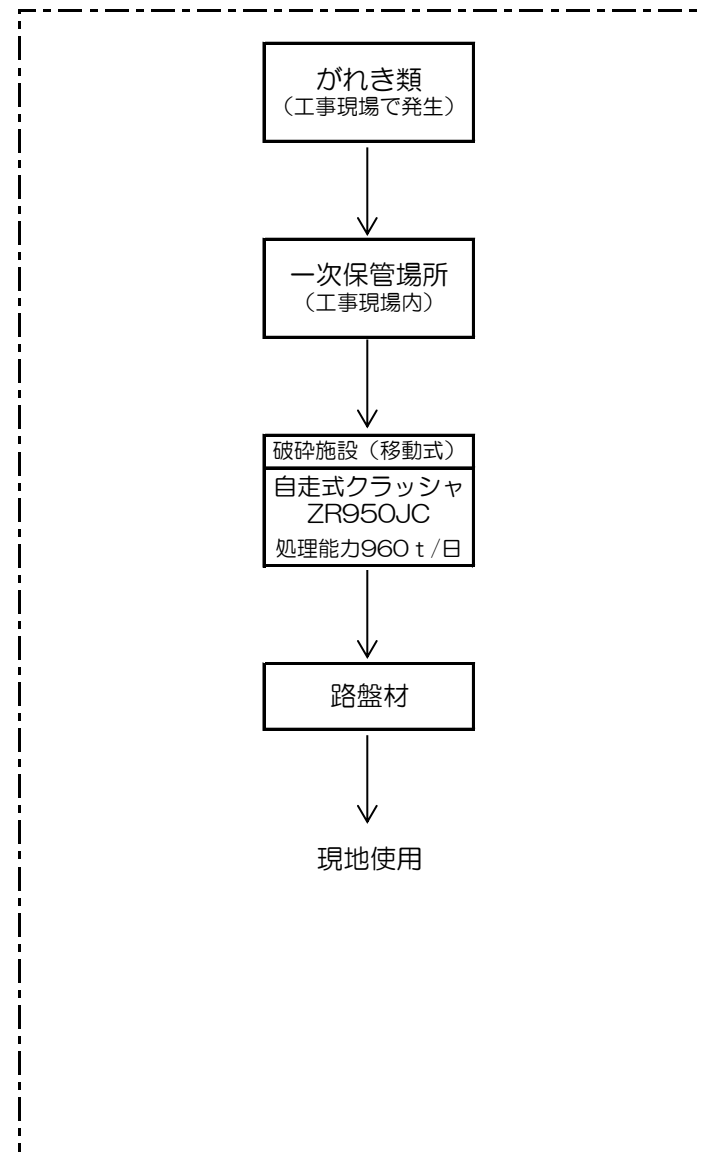 がれき類
（工事現場で発生）
一次保管場所
（工事現場内）
破砕施設（移動式）
自走式クラッシャ
ZR950JC
処理能力960ｔ/日
路盤材
現地使用